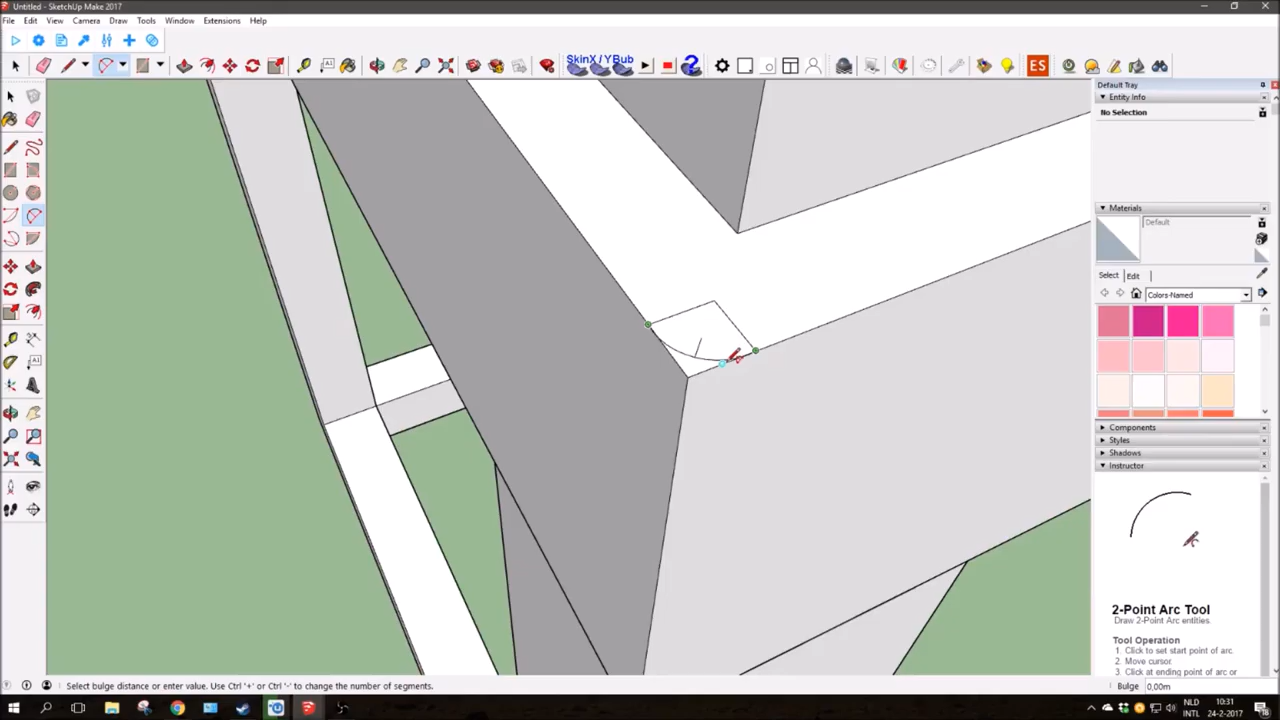 Untitled - SketchUp Make 2017
File Edit View Camera Draw Tools Window Extensions Help
SkinX / YBub
ES
Default Tray
Entity Info
No Selection
Materials
Default
Select Edit
Colors-Named
Components
Styles
Shadows
Instructor
2-Point Arc Tool
Draw 2-Point Arc entities.
Tool Operation
1. Click to set start point of arc.
2. Move cursor.
3. Click at ending point of arc or
Select bulge distance or enter value. Use Ctrl '+' or Ctrl '-' to change the number of segments.
Bulge 0,00m
NLD
INTL
10:31
24-2-2017